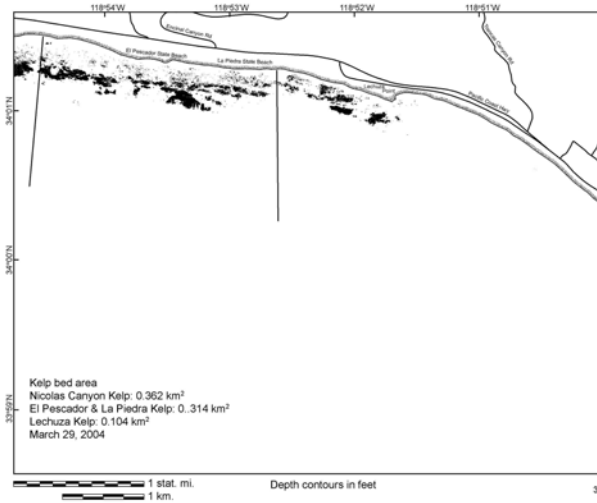 118°54'W 118°53'W 118°52'W 118°51'W
Encinal Canyon Rd
El Pescador State Beach
La Piedra State Beach
Lechuza
Pacific Coast Hwy
Canyon Rd
34°01'N
34°00'N
33°59'N
Kelp bed area
Nicolas Canyon Kelp: 0.362 km²
El Pescador & La Piedra Kelp: 0..314 km²
Lechuza Kelp: 0.104 km²
March 29, 2004
1 stat. mi.
1 km.
Depth contours in feet
3